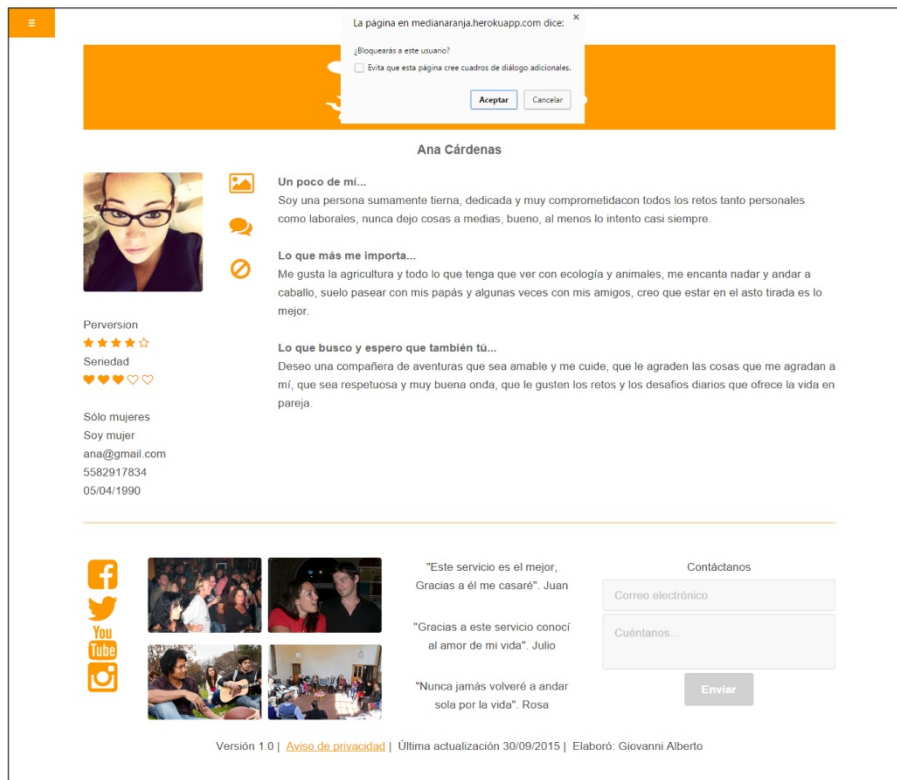 La página en medianaranja.herokuapp.com dice:
¿Bloquearás a este usuario?
Evita que esta página cree cuadros de diálogo adicionales.
Aceptar
Cancelar
Ana Cárdenas
Un poco de mí...
Soy una persona sumamente tierna, dedicada y muy comprometidacon todos los retos tanto personales
como laborales, nunca dejo cosas a medias, bueno, al menos lo intento casi siempre.
Lo que más me importa...
Me gusta la agricultura y todo lo que tenga que ver con ecología y animales, me encanta nadar y andar a
caballo, suelo pasear con mis papás y algunas veces con mis amigos, creo que estar en el asto tirada es lo
mejor.
Lo que busco y espero que también tú...
Deseo una compañera de aventuras que sea amable y me cuide, que le agraden las cosas que me agradan a
mí, que sea respetuosa y muy buena onda, que le gusten los retos y los desafios diarios que ofrece la vida en
pareja.
Perversion
Seriedad
Sólo mujeres
Soy mujer
ana@gmail.com
5582917834
05/04/1990
You
Tube
"Este servicio es el mejor,
Gracias a él me casaré". Juan
"Gracias a este servicio conocí
al amor de mi vida". Julio
"Nunca jamás volveré a andar
sola por la vida". Rosa
Contáctanos
Correo electrónico
Cuéntanos...
Enviar
Versión 1.0 | Aviso de privacidad | Última actualización 30/09/2015 | Elaboró: Giovanni Alberto